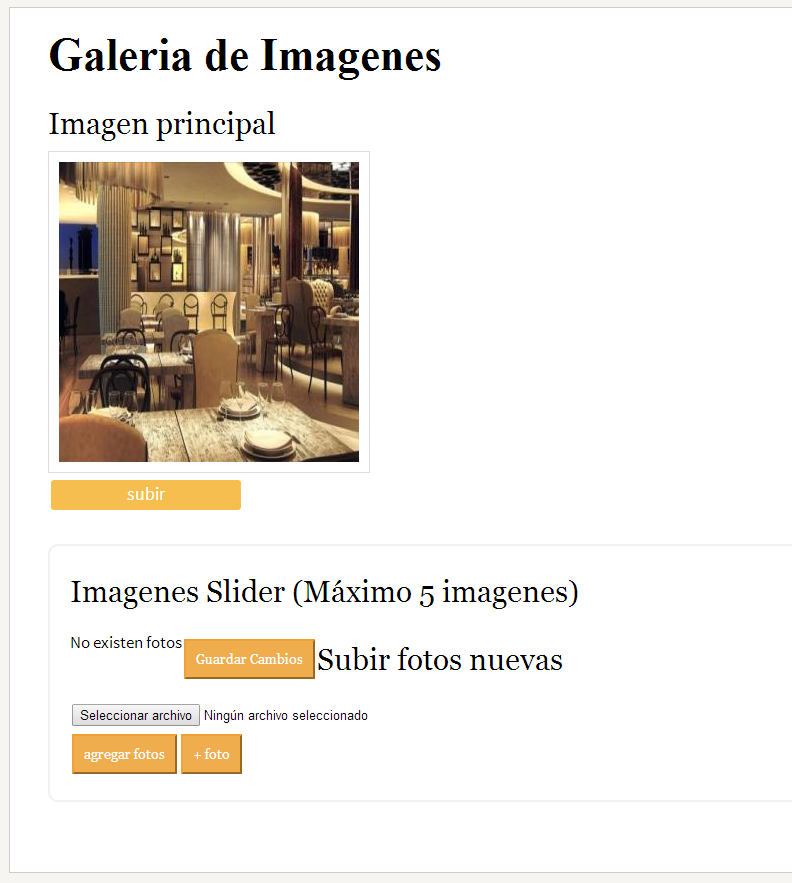 Galeria de Imagenes
Imagen principal
subir
Imagenes Slider (Máximo 5 imagenes)
No existen fotos Guardar Cambios Subir fotos nuevas
Seleccionar archivo Ningún archivo seleccionado
agregar fotos + foto